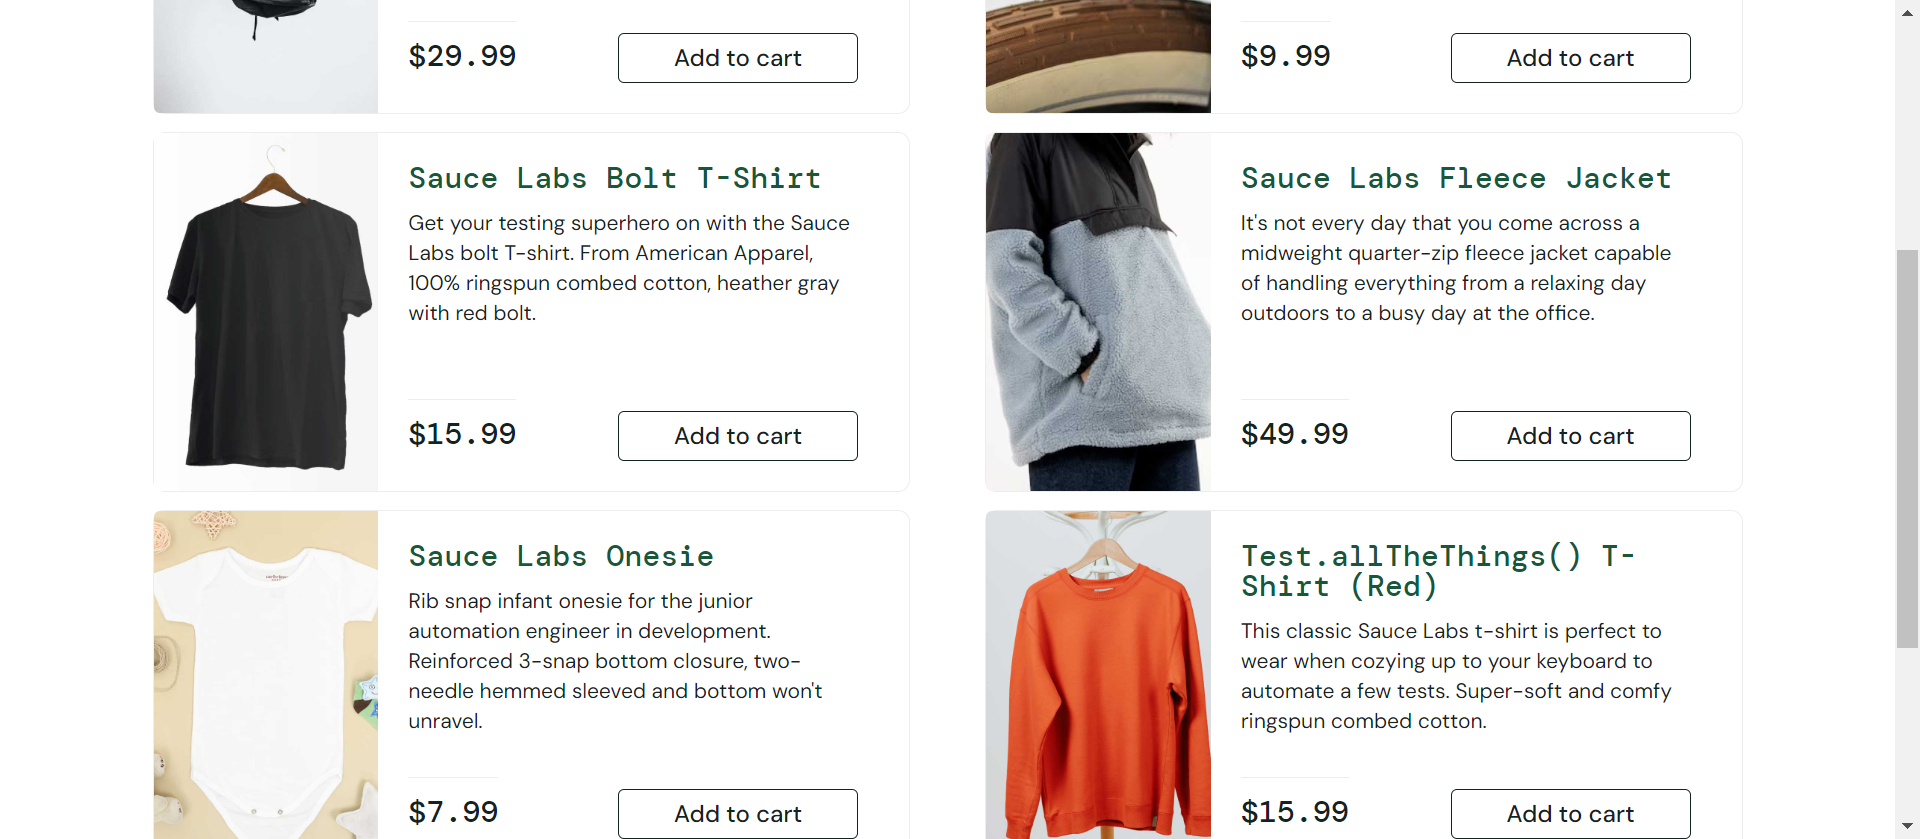 $29.99
Add to cart
$9.99
Add to cart
Sauce Labs Bolt T-Shirt
Get your testing superhero on with the Sauce
Labs bolt T-shirt. From American Apparel,
100% ringspun combed cotton, heather gray
with red bolt.
$15.99
Add to cart
Sauce Labs Fleece Jacket
It's not every day that you come across a
midweight quarter-zip fleece jacket capable
of handling everything from a relaxing day
outdoors to a busy day at the office.
$49.99
Add to cart
Sauce Labs Onesie
Rib snap infant onesie for the junior
automation engineer in development.
Reinforced 3-snap bottom closure, two-
needle hemmed sleeved and bottom won't
unravel.
$7.99
Add to cart
Test.allTheThings() T-
Shirt (Red)
This classic Sauce Labs t-shirt is perfect to
wear when cozying up to your keyboard to
automate a few tests. Super-soft and comfy
ringspun combed cotton.
$15.99
Add to cart